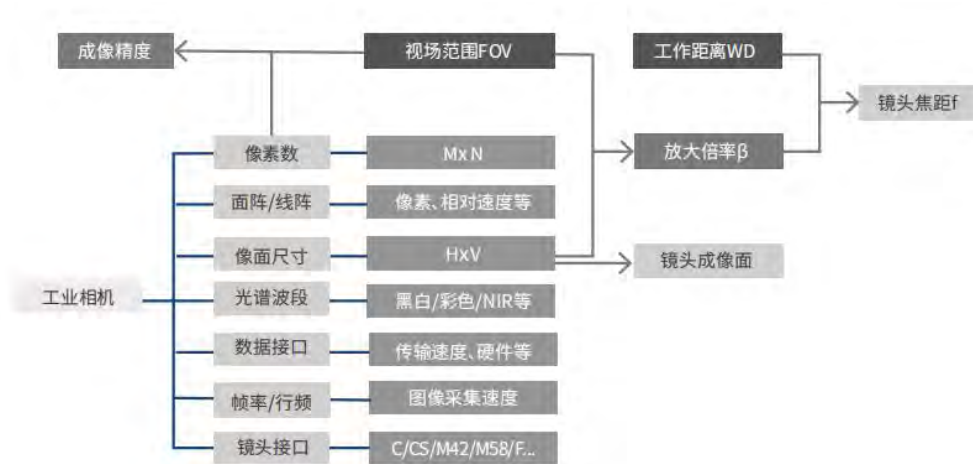 成像精度
视场范围FOV
工作距离WD
镜头焦距f
像素数
MxN
放大倍率β
面阵/线阵
像素、相对速度等
像面尺寸
HxV
镜头成像面
工业相机
光谱波段
黑白/彩色/NIR等
数据接口
传输速度、硬件等
帧率/行频
图像采集速度
镜头接口
C/CS/M42/M58/F...